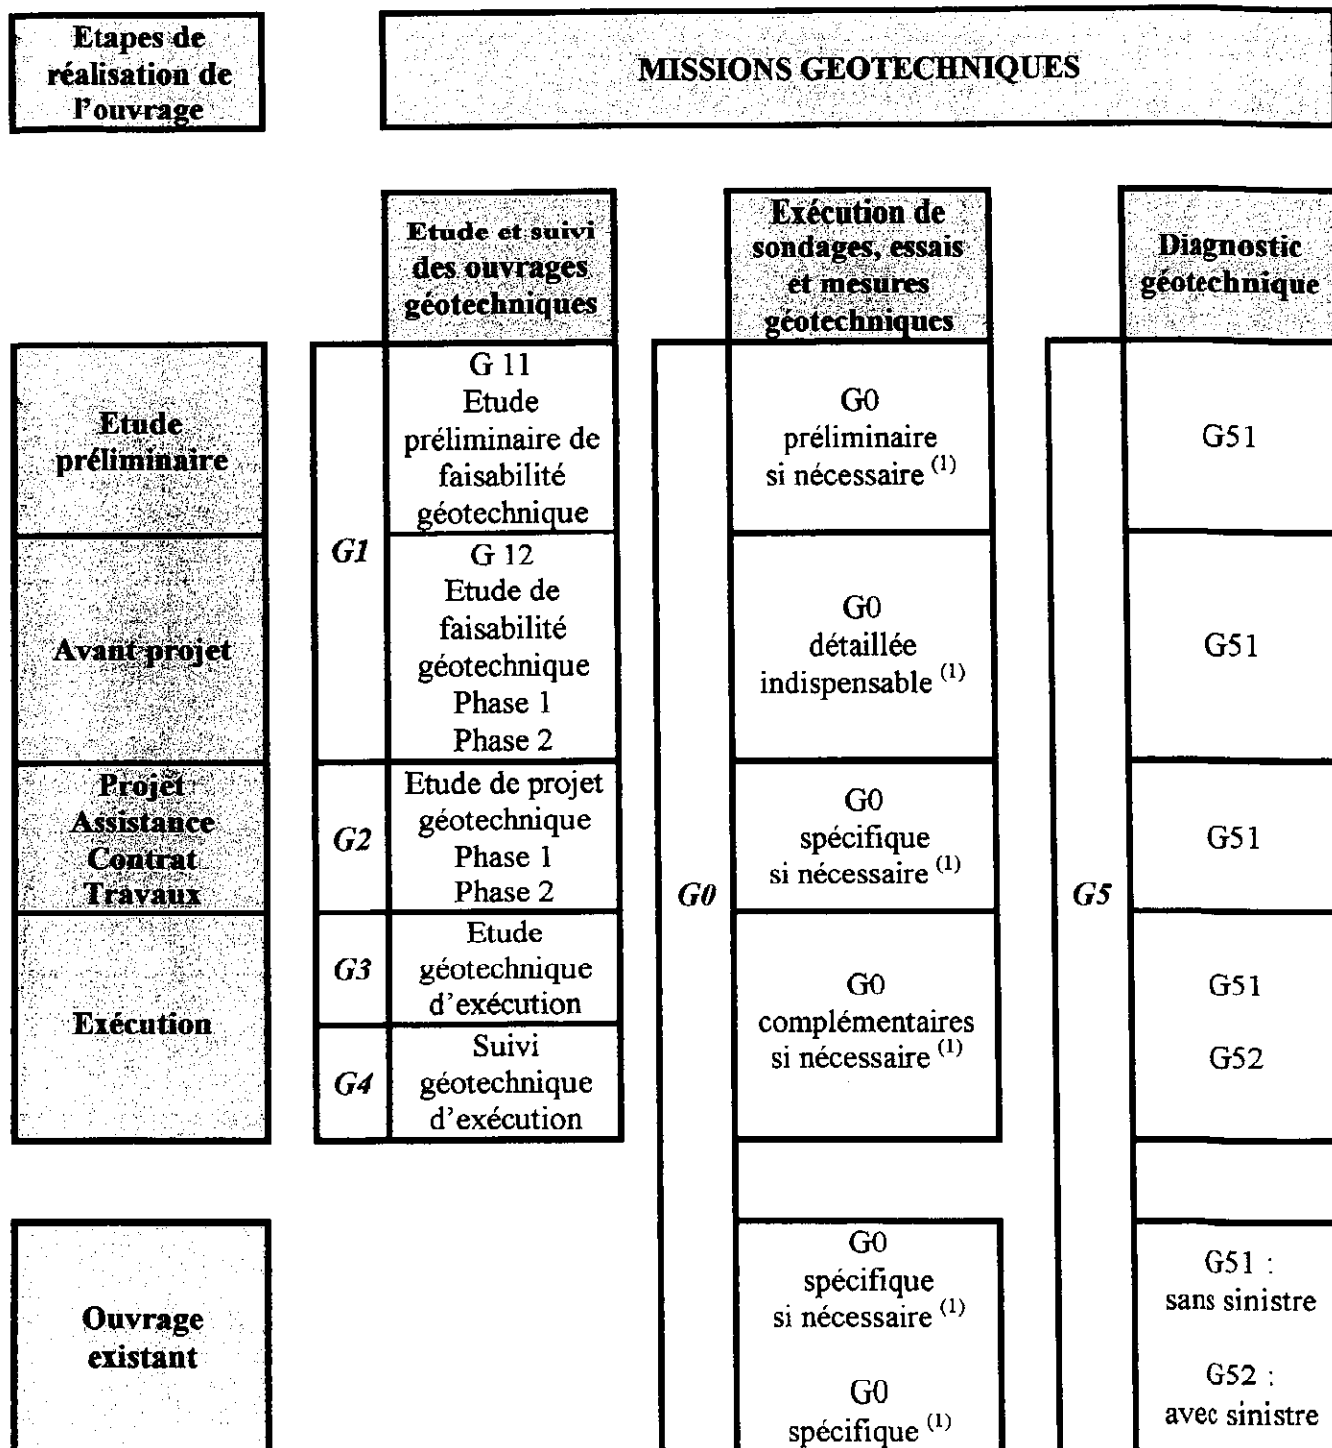 Etapes de
réalisation de
l'ouvrage
MISSIONS GEOTECHNIQUES
Etude et suivi
des ouvrages
géotechniques
Exécution de
sondages, essais
et mesures
géotechniques
Diagnostic
géotechnique
Etude
préliminaire
G1
G 11
Etude
préliminaire de
faisabilité
géotechnique
G0
G0
préliminaire
si nécessaire (1)
G5
G51
Avant projet
G 12
Etude de
faisabilité
géotechnique
Phase 1
Phase 2
G0
détaillée
indispensable (1)
G51
Projet
Assistance
Contrat
Travaux
G2
Etude de projet
géotechnique
Phase 1
Phase 2
G0
spécifique
si nécessaire (1)
G51
Exécution
G3
Etude
géotechnique
d'exécution
G4
Suivi
géotechnique
d'exécution
G0
complémentaires
si nécessaire (1)
G51
G52
Ouvrage
existant
G0
spécifique
si nécessaire (1)
G0
spécifique (1)
G51 :
sans sinistre
G52 :
avec sinistre